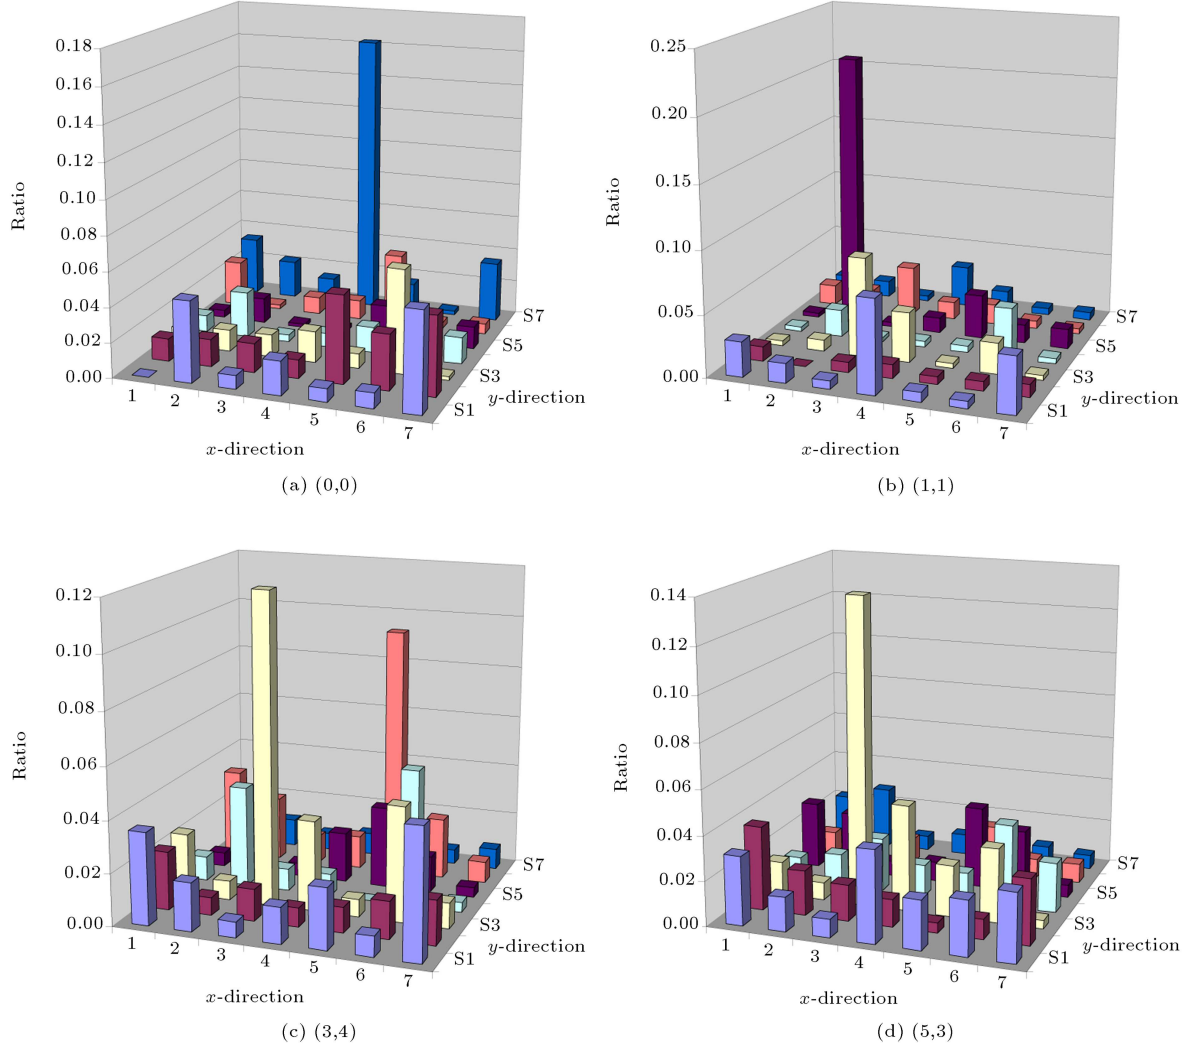 0.18
0.16
0.14
0.12
0.10
0.08
0.06
0.04
0.02
0.00
Ratio
1 2 3 4 5 6 7
x-direction
S1 S3 S5 S7
y-direction
(a) (0,0)
0.25
0.20
0.15
0.10
0.05
0.00
Ratio
1 2 3 4 5 6 7
x-direction
S1 S3 S5 S7
y-direction
(b) (1,1)
0.12
0.10
0.08
0.06
0.04
0.02
0.00
Ratio
1 2 3 4 5 6 7
x-direction
S1 S3 S5 S7
y-direction
(c) (3,4)
0.14
0.12
0.10
0.08
0.06
0.04
0.02
0.00
Ratio
1 2 3 4 5 6 7
x-direction
S1 S3 S5 S7
y-direction
(d) (5,3)